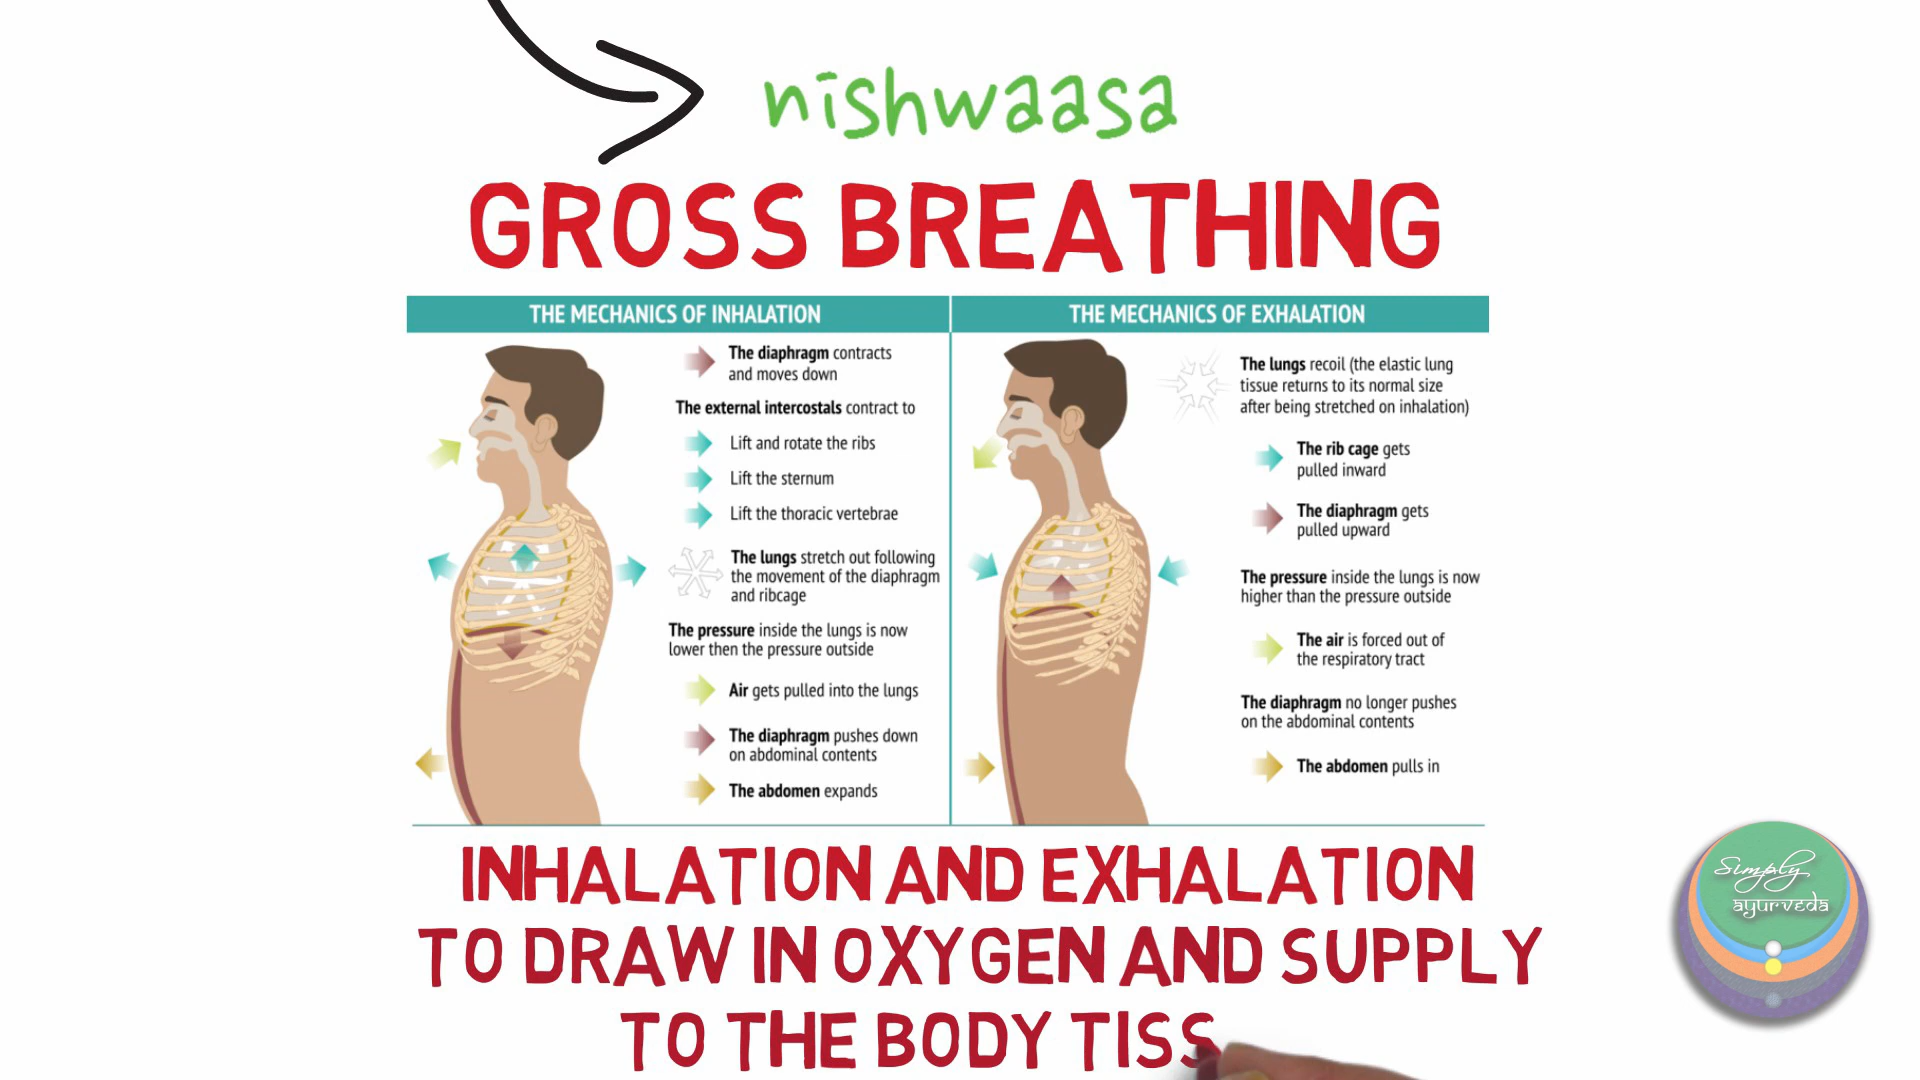 nishwaasa
GROSS BREATHING
THE MECHANICS OF INHALATION
The diaphragm contracts
and moves down
The external intercostals contract to
Lift and rotate the ribs
Lift the sternum
Lift the thoracic vertebrae
The lungs stretch out following
the movement of the diaphragm
and ribcage
The pressure inside the lungs is now
lower then the pressure outside
Air gets pulled into the lungs
The diaphragm pushes down
on abdominal contents
The abdomen expands
THE MECHANICS OF EXHALATION
The lungs recoil (the elastic lung
tissue returns to its normal size
after being stretched on inhalation)
The rib cage gets
pulled inward
The diaphragm gets
pulled upward
The pressure inside the lungs is now
higher than the pressure outside
The air is forced out of
the respiratory tract
The diaphragm no longer pushes
on the abdominal contents
The abdomen pulls in
INHALATION AND EXHALATION
TO DRAW IN OXYGEN AND SUPPLY
TO THE BODY TISS
Simply
ayurveda